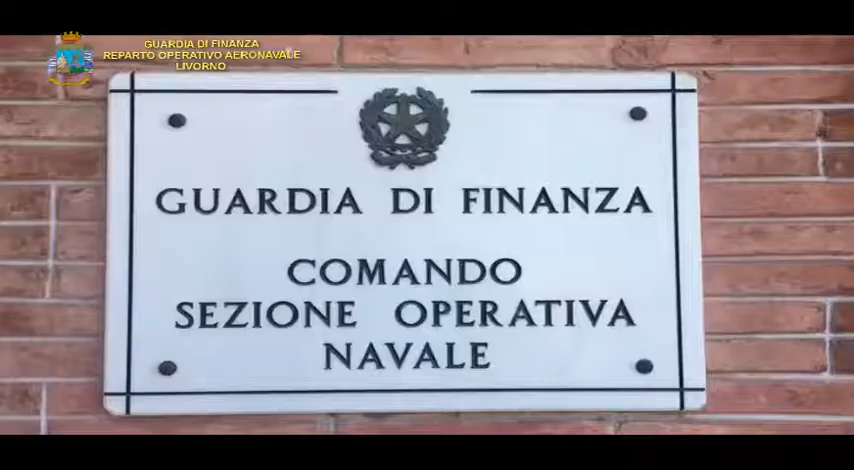 GUARDIA DI FINANZA
REPARTO OPERATIVO AERONAVALE
LIVORNO
GUARDIA DI FINANZA
COMANDO
SEZIONE OPERATIVA
NAVALE